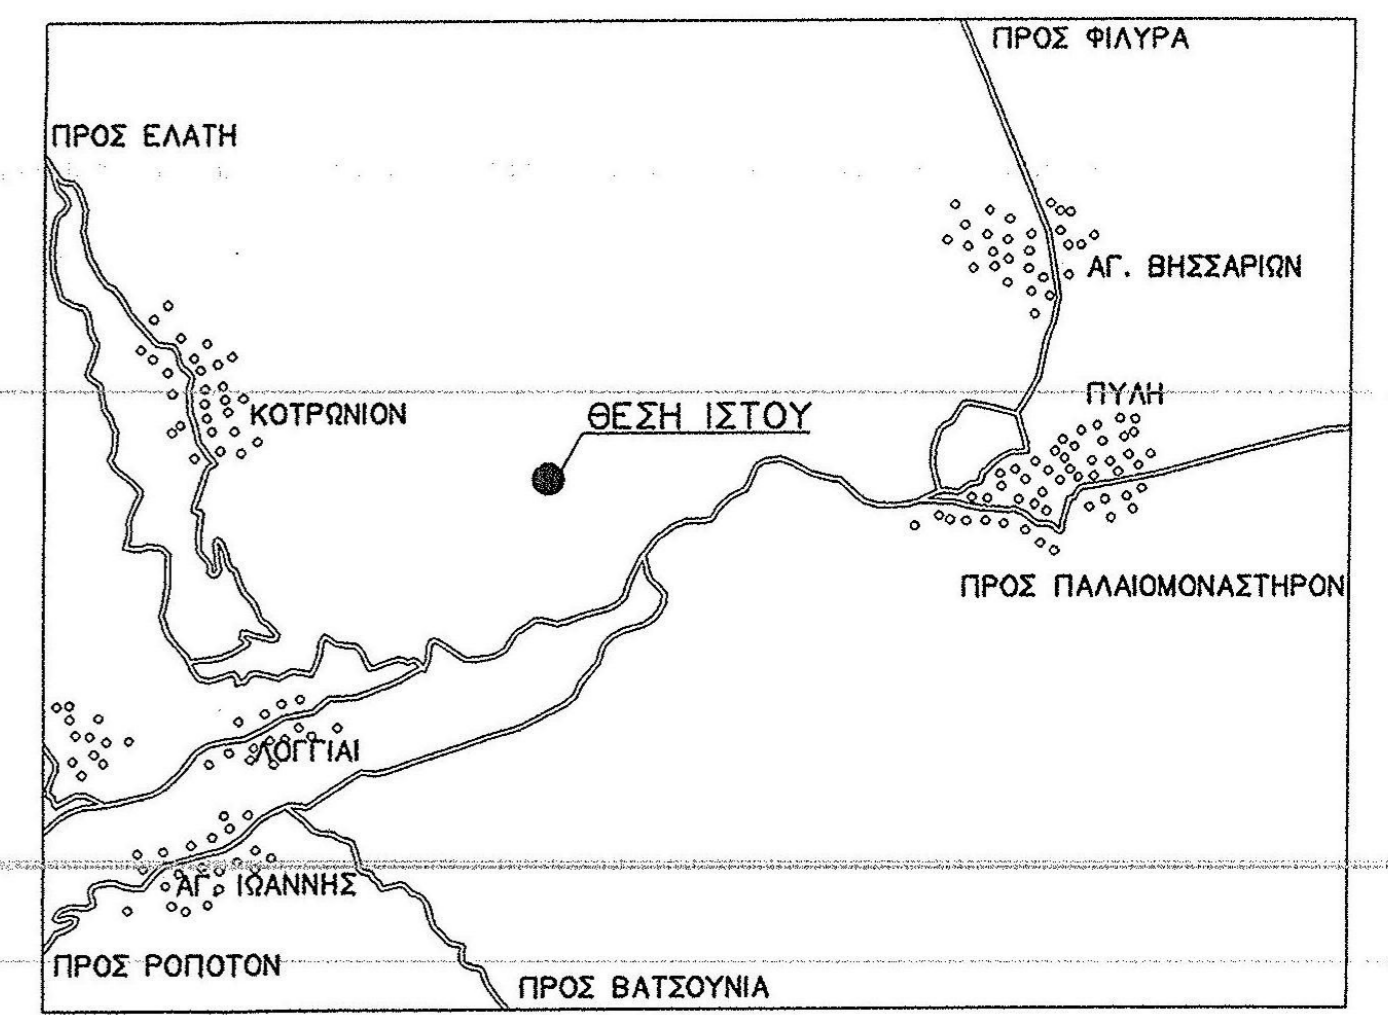 ΠΡΟΣ ΦΙΛΥΡΑ
ΠΡΟΣ ΕΛΑΤΗ
ΑΓ. ΒΗΣΣΑΡΙΩΝ
ΠΥΛΗ
ΚΟΤΡΩΝΙΟΝ
ΘΕΣΗ ΙΣΤΟΥ
ΠΡΟΣ ΠΑΛΑΙΟΜΟΝΑΣΤΗΡΟΝ
ΛΟΓΓΙΑΙ
ΑΓ. ΙΩΑΝΝΗΣ
ΠΡΟΣ ΡΟΠΟΤΟΝ
ΠΡΟΣ ΒΑΤΣΟΥΝΙΑ